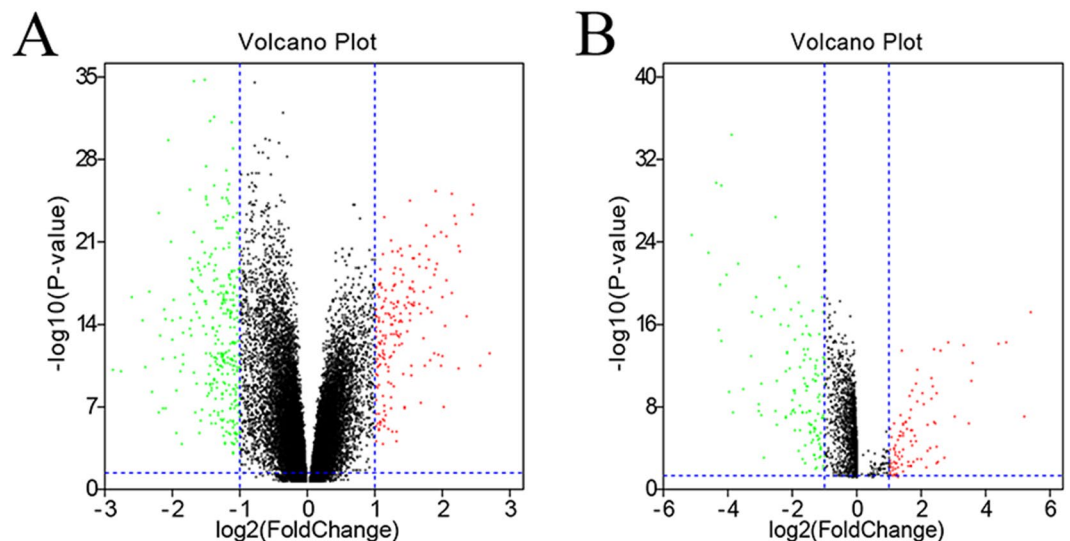 A
Volcano Plot
35
28
21
14
7
0
-log10(P-value)
-3 -2 -1 0 1 2 3
log2(FoldChange)
B
Volcano Plot
40
32
24
16
8
0
-log10(P-value)
-6 -4 -2 0 2 4 6
log2(FoldChange)